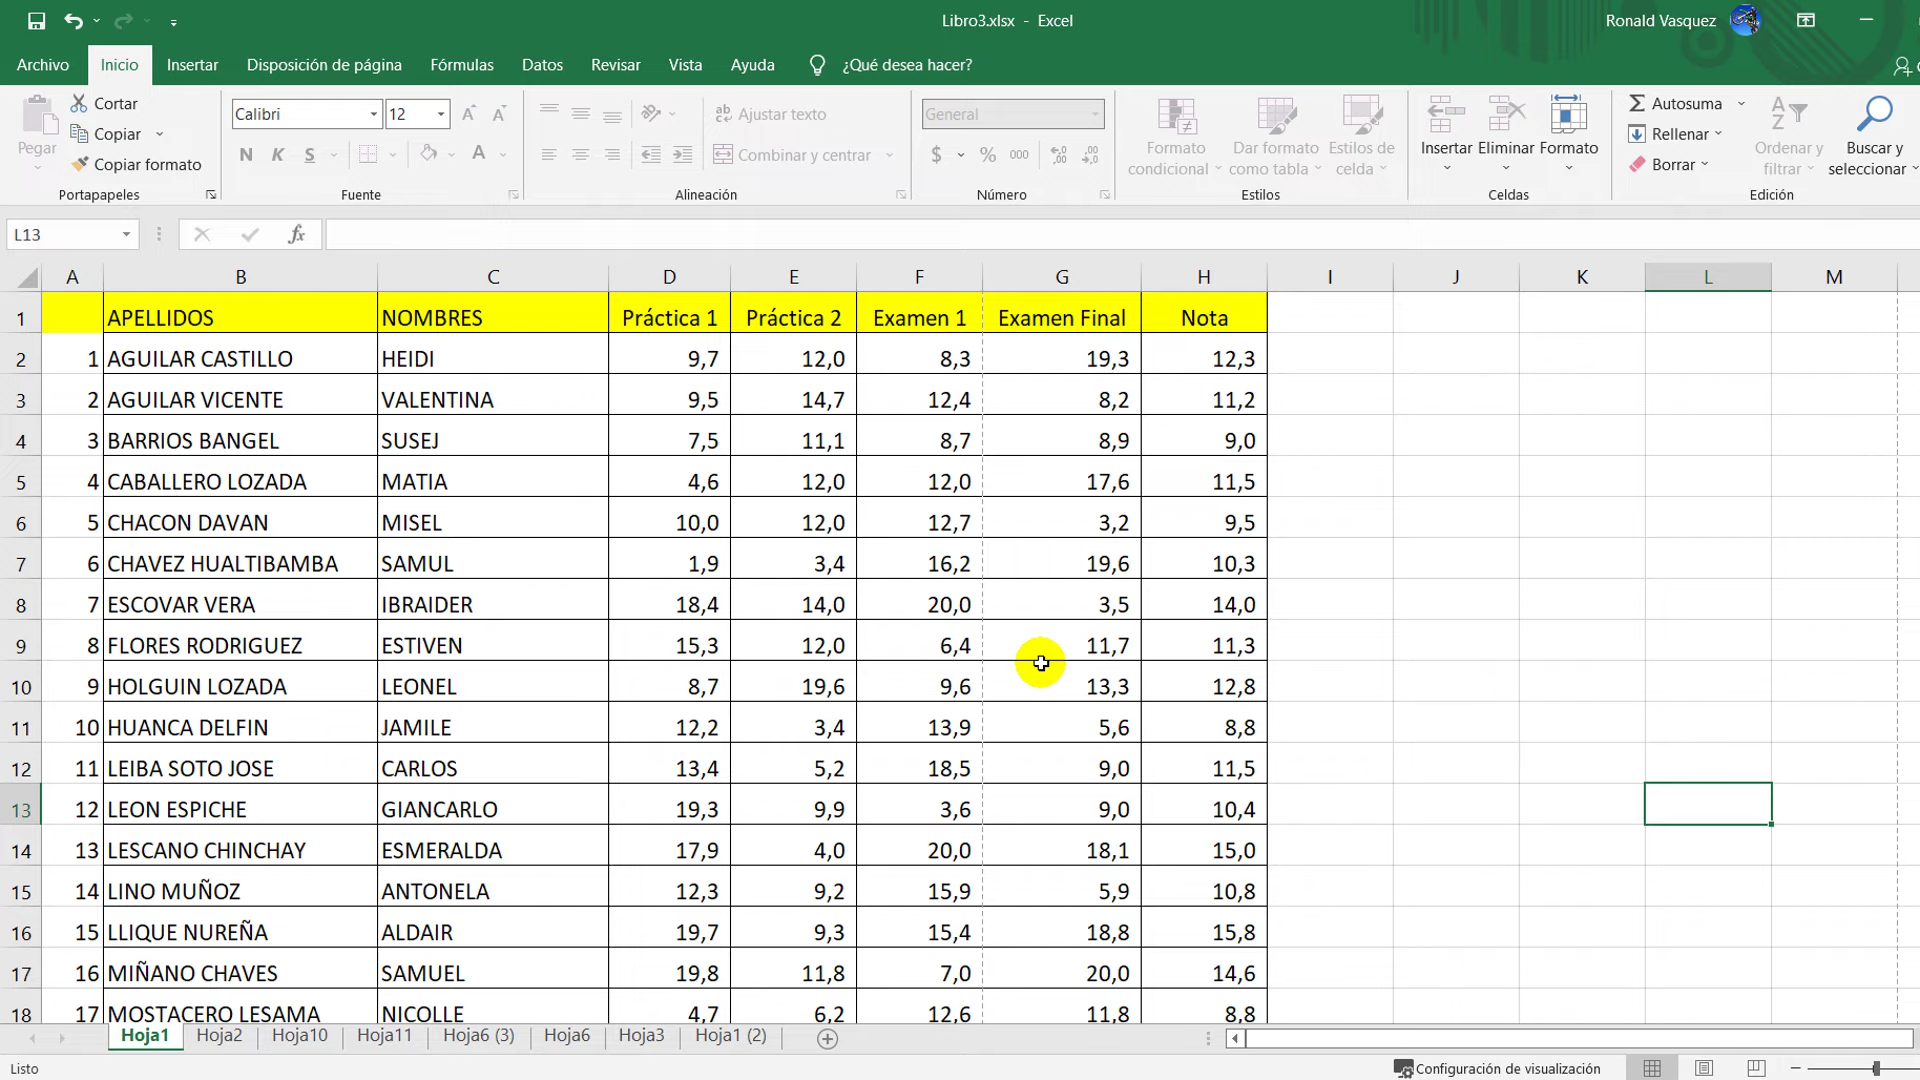 Libro3.xlsx - Excel
Ronald Vasquez
Archivo Inicio Insertar Disposición de página Fórmulas Datos Revisar Vista Ayuda ¿Qué desea hacer?
Pegar
Cortar
Copiar
Copiar formato
Portapapeles
Calibri 12
N K S
Fuente
Ajustar texto
Combinar y centrar
Alineación
General
$ % 000
Número
Formato condicional
Dar formato como tabla
Estilos de celda
Estilos
Insertar Eliminar Formato
Celdas
Autosuma
Rellenar
Borrar
Ordenar y filtrar
Buscar y seleccionar
Edición
L13 fx
A B C D E F G H I J K L M
1 APELLIDOS NOMBRES Práctica 1 Práctica 2 Examen 1 Examen Final Nota
2 1 AGUILAR CASTILLO HEIDI 9,7 12,0 8,3 19,3 12,3
3 2 AGUILAR VICENTE VALENTINA 9,5 14,7 12,4 8,2 11,2
4 3 BARRIOS BANGEL SUSEJ 7,5 11,1 8,7 8,9 9,0
5 4 CABALLERO LOZADA MATIA 4,6 12,0 12,0 17,6 11,5
6 5 CHACON DAVAN MISEL 10,0 12,0 12,7 3,2 9,5
7 6 CHAVEZ HUALTIBAMBA SAMUL 1,9 3,4 16,2 19,6 10,3
8 7 ESCOVAR VERA IBRAIDER 18,4 14,0 20,0 3,5 14,0
9 8 FLORES RODRIGUEZ ESTIVEN 15,3 12,0 6,4 11,7 11,3
10 9 HOLGUIN LOZADA LEONEL 8,7 19,6 9,6 13,3 12,8
11 10 HUANCA DELFIN JAMILE 12,2 3,4 13,9 5,6 8,8
12 11 LEIBA SOTO JOSE CARLOS 13,4 5,2 18,5 9,0 11,5
13 12 LEON ESPICHE GIANCARLO 19,3 9,9 3,6 9,0 10,4
14 13 LESCANO CHINCHAY ESMERALDA 17,9 4,0 20,0 18,1 15,0
15 14 LINO MUÑOZ ANTONELA 12,3 9,2 15,9 5,9 10,8
16 15 LLIQUE NUREÑA ALDAIR 19,7 9,3 15,4 18,8 15,8
17 16 MIÑANO CHAVES SAMUEL 19,8 11,8 7,0 20,0 14,6
18 17 MOSTACERO LESAMA NICOLLE 4,7 6,2 12,6 11,8 8,8
Hoja1 Hoja2 Hoja10 Hoja11 Hoja6 (3) Hoja6 Hoja3 Hoja1 (2)
Listo Configuración de visualización